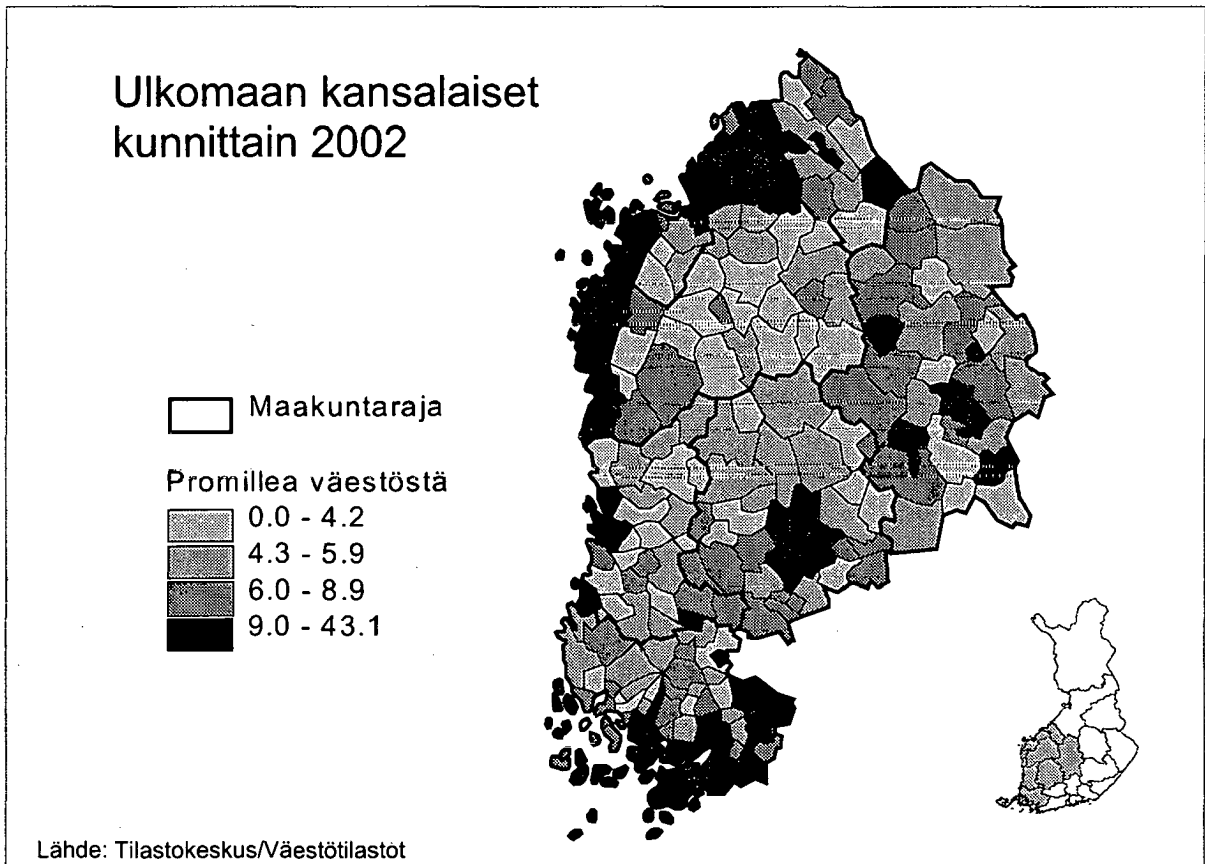 Ulkomaan kansalaiset
kunnittain 2002
Maakuntaraja
Promillea väestöstä
0.0 - 4.2
4.3 - 5.9
6.0 - 8.9
9.0 - 43.1
Lähde: Tilastokeskus/Väestötilastot